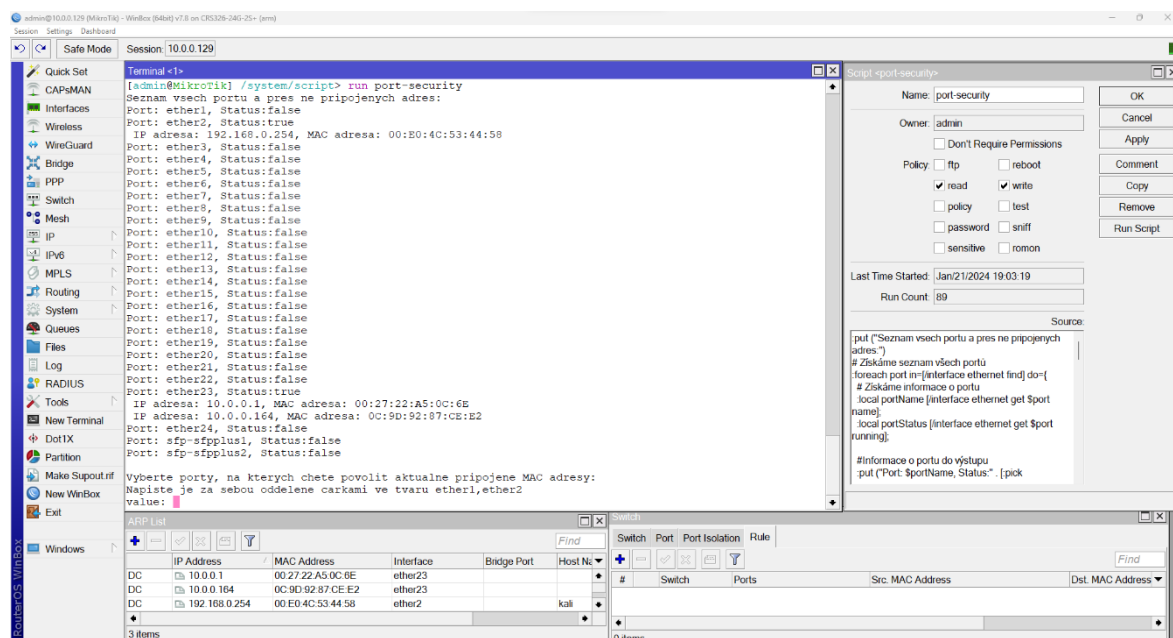 admin@10.0.0.129 (MikroTik) - WinBox (64bit) v7.8 on CRS326-24G-2S+ (arm)
Session Settings Dashboard
Safe Mode Session: 10.0.0.129
Quick Set
CAPsMAN
Interfaces
Wireless
WireGuard
Bridge
PPP
Switch
Mesh
IP
IPv6
MPLS
Routing
System
Queues
Files
Log
RADIUS
Tools
New Terminal
Dot1X
Partition
Make Supout.rif
New WinBox
Exit
Windows
RouterOS WinBox
Terminal <1>
[admin@MikroTik] /system/script> run port-security
Seznam vsech portu a pres ne pripojenych adres:
Port: ether1, Status:false
Port: ether2, Status:true
IP adresa: 192.168.0.254, MAC adresa: 00:E0:4C:53:44:58
Port: ether3, Status:false
Port: ether4, Status:false
Port: ether5, Status:false
Port: ether6, Status:false
Port: ether7, Status:false
Port: ether8, Status:false
Port: ether9, Status:false
Port: ether10, Status:false
Port: ether11, Status:false
Port: ether12, Status:false
Port: ether13, Status:false
Port: ether14, Status:false
Port: ether15, Status:false
Port: ether16, Status:false
Port: ether17, Status:false
Port: ether18, Status:false
Port: ether19, Status:false
Port: ether20, Status:false
Port: ether21, Status:false
Port: ether22, Status:false
Port: ether23, Status:true
IP adresa: 10.0.0.1, MAC adresa: 00:27:22:A5:0C:6E
IP adresa: 10.0.0.164, MAC adresa: 0C:9D:92:87:CE:E2
Port: ether24, Status:false
Port: sfp-sfpplus1, Status:false
Port: sfp-sfpplus2, Status:false
Vyberte porty, na kterych chete povolit aktualne pripojene MAC adresy:
Napiste je za sebou oddelene carkami ve tvaru ether1,ether2
value:
Script <port-security>
Name: port-security
Owner: admin
Don't Require Permissions
Policy: ftp reboot
read write
policy test
password sniff
sensitive romon
Last Time Started: Jan/21/2024 19:03:19
Run Count: 89
Source:
:put ("Seznam vsech portu a pres ne pripojenych
adres:")
# Získáme seznam všech portů
:foreach port in=[/interface ethernet find] do={
# Získáme informace o portu
:local portName [/interface ethernet get $port
name];
:local portStatus [/interface ethernet get $port
running];
#Informace o portu do výstupu
:put ("Port: $portName, Status:" . [:pick
OK
Cancel
Apply
Comment
Copy
Remove
Run Script
ARP List
Find
IP Address MAC Address Interface Bridge Port Host Na
DC 10.0.0.1 00:27:22:A5:0C:6E ether23
DC 10.0.0.164 0C:9D:92:87:CE:E2 ether23
DC 192.168.0.254 00:E0:4C:53:44:58 ether2 kali
3 items
Switch
Switch Port Port Isolation Rule
Find
# Switch Ports Src. MAC Address Dst. MAC Address
0 items